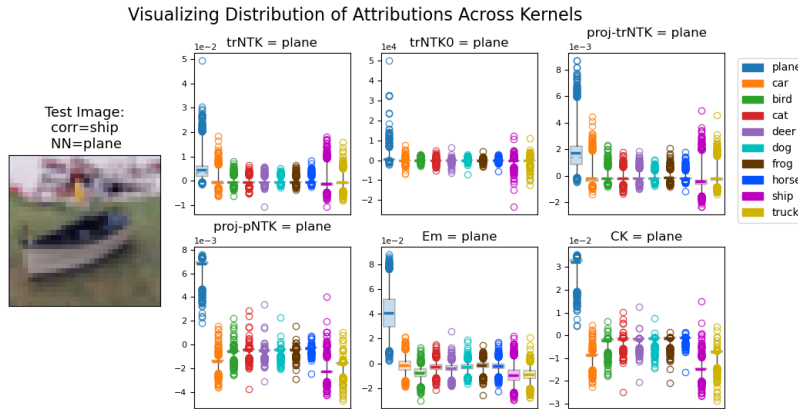 Visualizing Distribution of Attributions Across Kernels
Test Image:
corr=ship
NN=plane
1e−2
trNTK = plane
5
4
3
2
1
0
−1
1e4
trNTK0 = plane
5
4
3
2
1
0
−1
−2
1e−3
proj-trNTK = plane
8
6
4
2
0
−2
plane
car
bird
cat
deer
dog
frog
horse
ship
truck
1e−3
proj-pNTK = plane
8
6
4
2
0
−2
−4
1e−2
Em = plane
8
6
4
2
0
−2
1e−2
CK = plane
3
2
1
0
−1
−2
−3